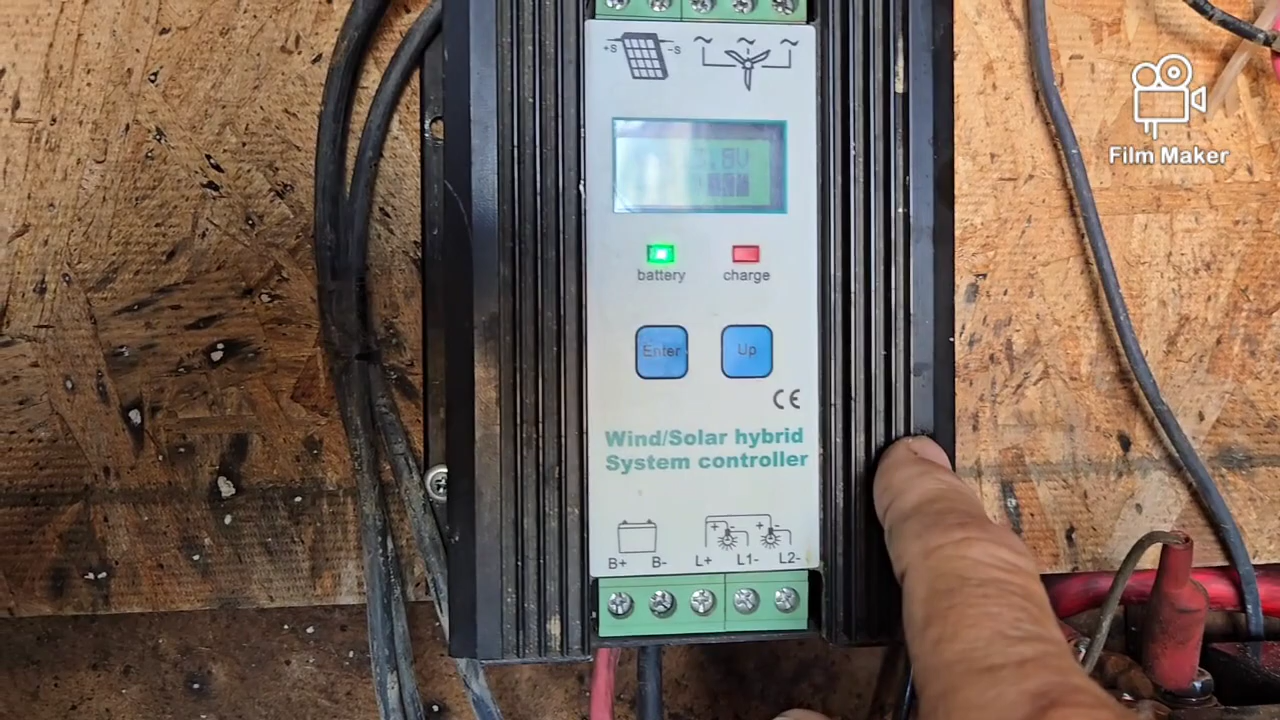 +S
-S
Film Maker
battery
charge
Enter
Up
CE
Wind/Solar hybrid
System controller
+ - + -
B+ B- L+ L1- L2-